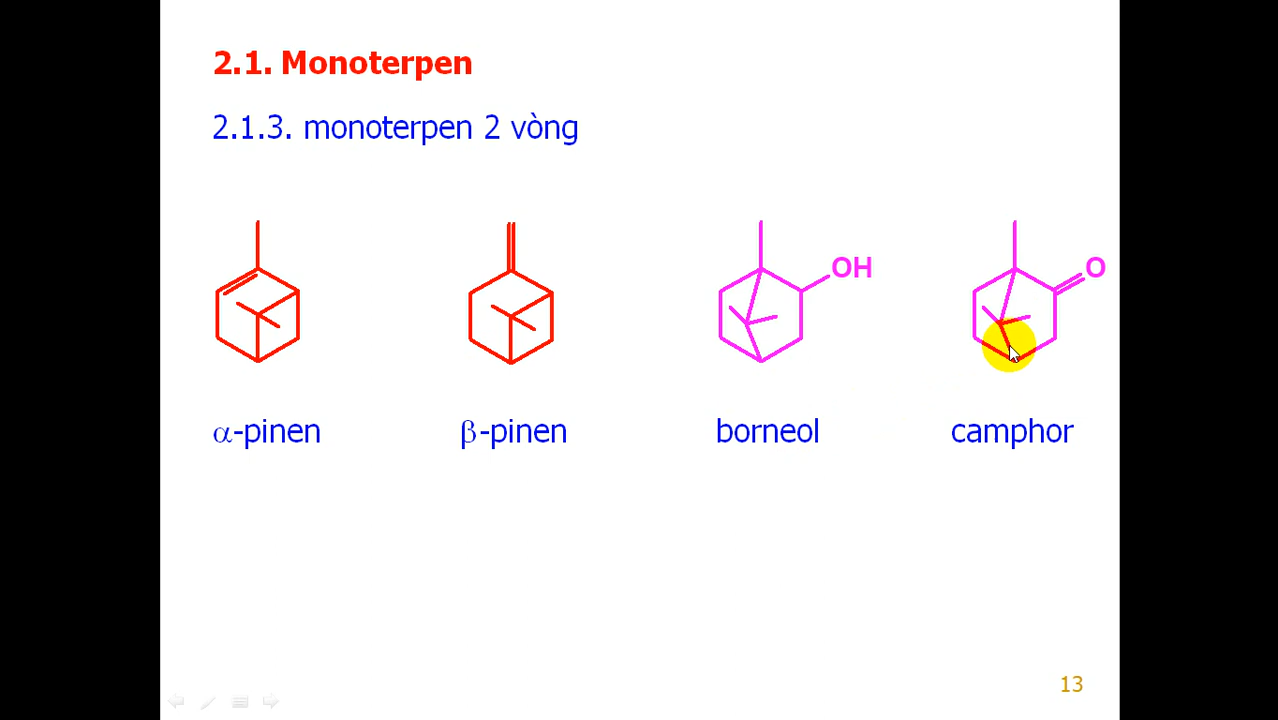 2.1. Monoterpen
2.1.3. monoterpen 2 vòng
OH
O
α-pinen
β-pinen
borneol
camphor
13